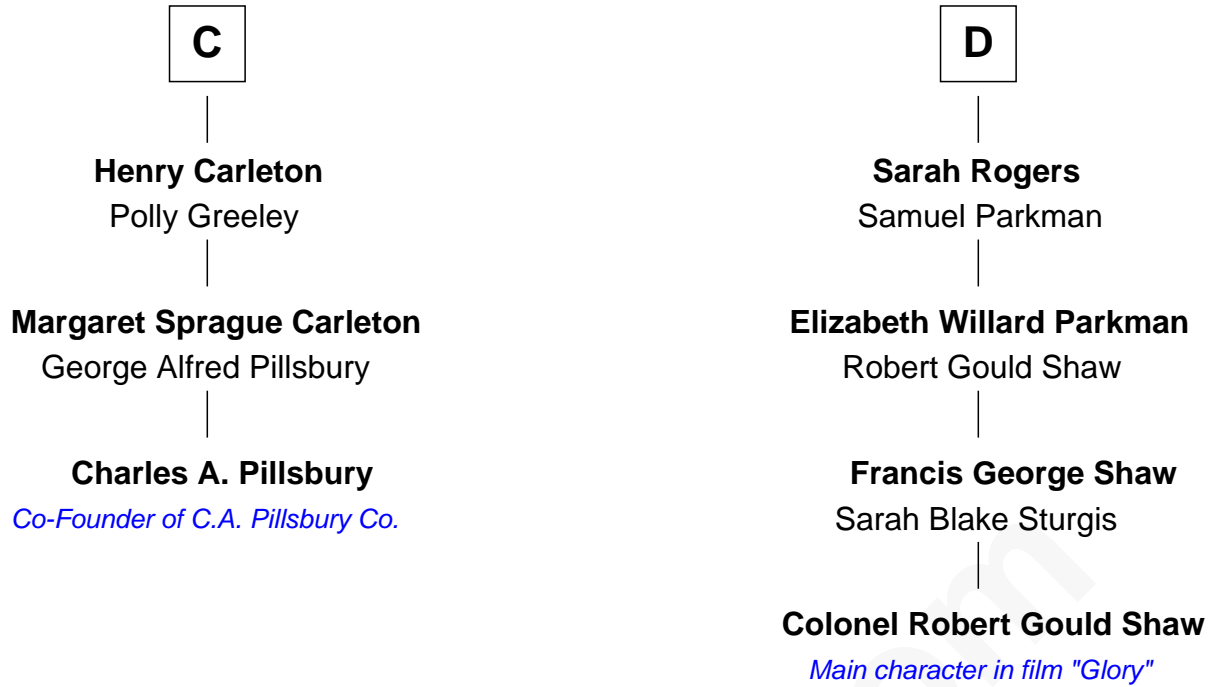 C
Henry Carleton
Polly Greeley
Margaret Sprague Carleton
George Alfred Pillsbury
Charles A. Pillsbury
Co-Founder of C.A. Pillsbury Co.
D
Sarah Rogers
Samuel Parkman
Elizabeth Willard Parkman
Robert Gould Shaw
Francis George Shaw
Sarah Blake Sturgis
Colonel Robert Gould Shaw
Main character in film "Glory"